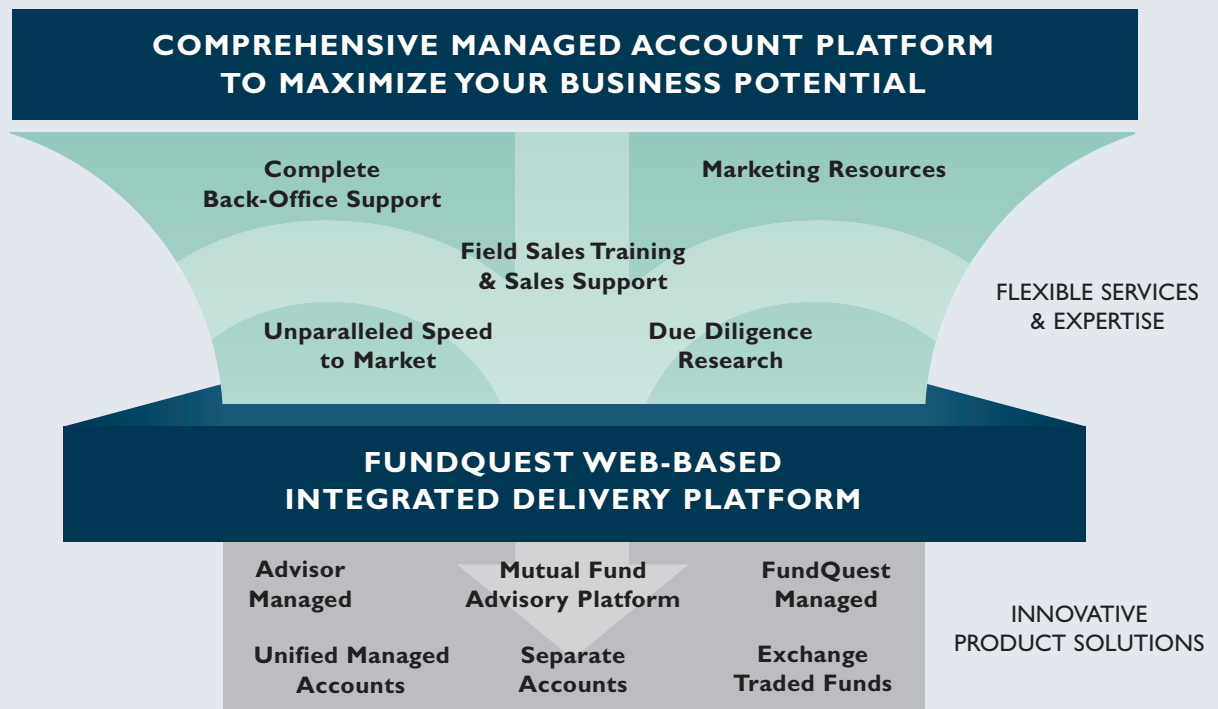 COMPREHENSIVE MANAGED ACCOUNT PLATFORM
TO MAXIMIZE YOUR BUSINESS POTENTIAL
Complete
Back-Office Support
Marketing Resources
Field Sales Training
& Sales Support
Unparalleled Speed
to Market
Due Diligence
Research
FLEXIBLE SERVICES
& EXPERTISE
FUNDQUEST WEB-BASED
INTEGRATED DELIVERY PLATFORM
Advisor
Managed
Mutual Fund
Advisory Platform
FundQuest
Managed
Unified Managed
Accounts
Separate
Accounts
Exchange
Traded Funds
INNOVATIVE
PRODUCT SOLUTIONS